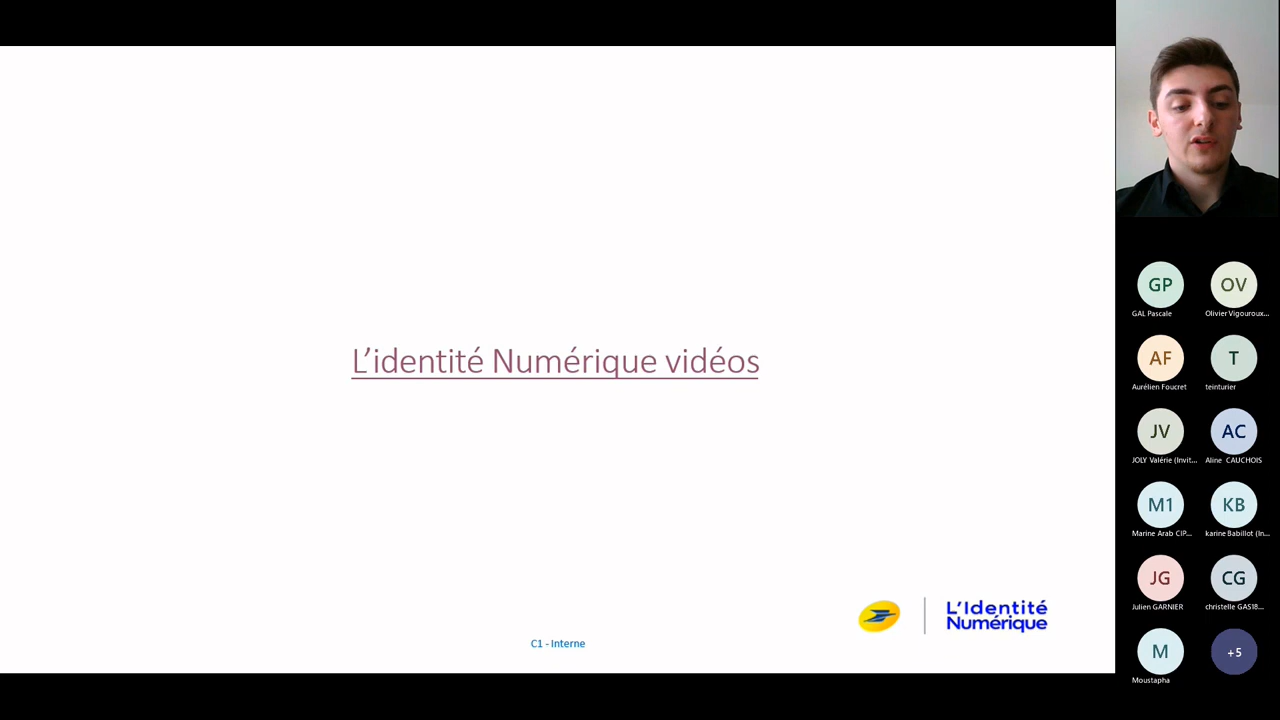 L'identité Numérique vidéos
C1 - Interne
L'Identité
Numérique
GP
GAL Pascale
OV
Olivier Vigouroux...
AF
Aurélien Foucret
T
teinturier
JV
JOLY Valérie (Invit...
AC
Aline CAUCHOIS
M1
Marine Arab CIP...
KB
karine Babillot (In...
JG
Julien GARNIER
CG
christelle GAS18...
M
Moustapha
+5